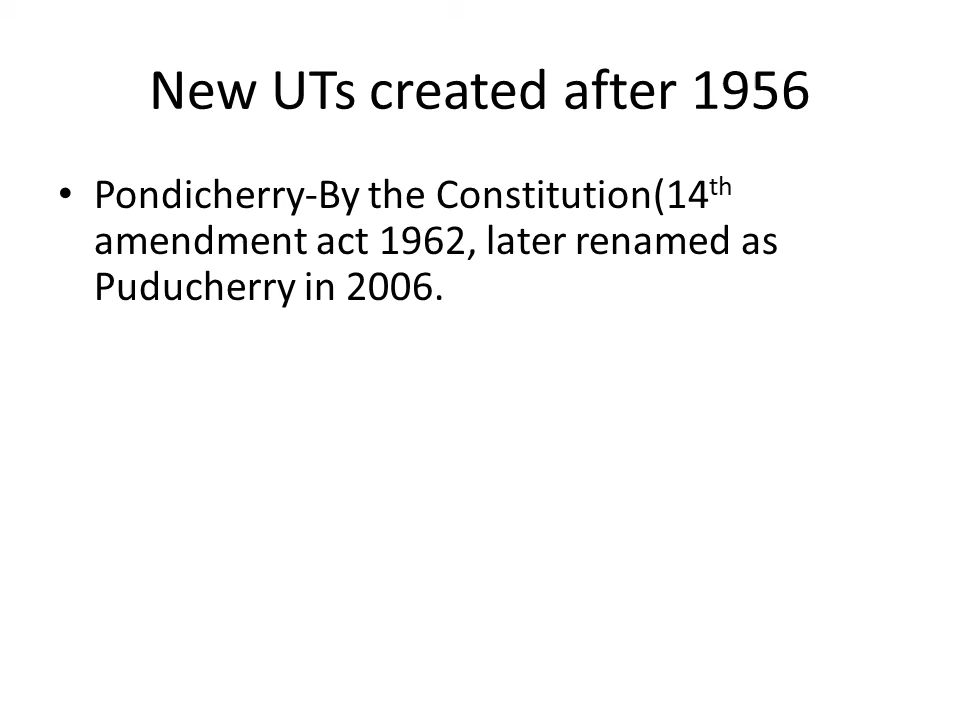 New UTs created after 1956
• Pondicherry-By the Constitution(14th
amendment act 1962, later renamed as
Puducherry in 2006.